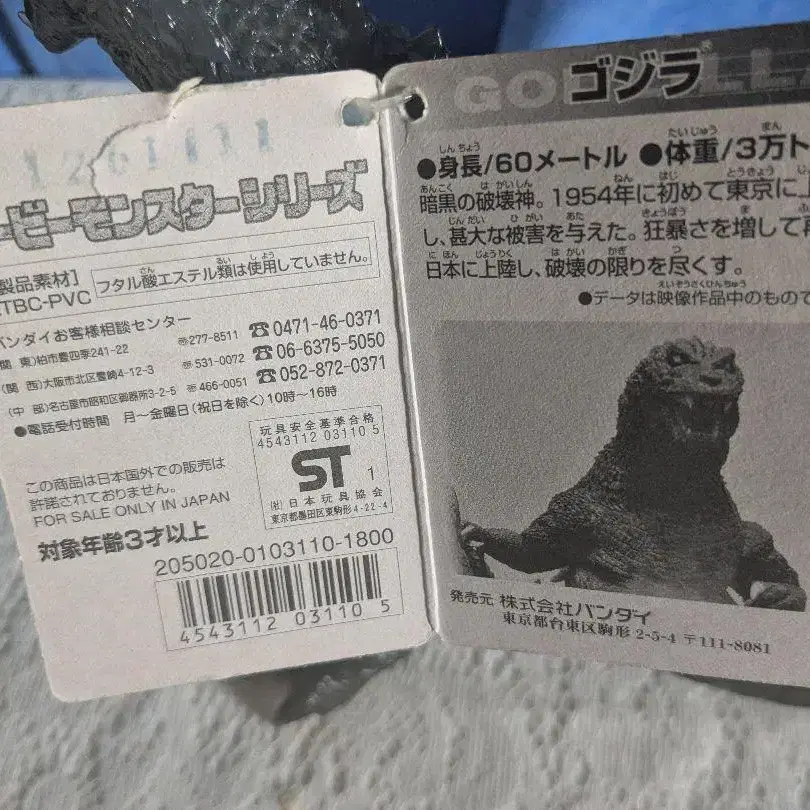 1261111
ービーモンスターシリーズ
製品素材]
TBC-PVC
フタル酸エステル類は使用していません。
バンダイお客様相談センター
関 東)柏市豊四季241-22 ☏277-8511 ☎0471-46-0371
(関 西)大阪市北区豊崎4-12-3 ☏531-0072 ☎06-6375-5050
(中 部)名古屋市昭和区御器所3-2-5 ☏466-0051 ☎052-872-0371
●電話受付時間 月〜金曜日(祝日を除く)10時〜16時
この商品は日本国外での販売は
許諾されておりません。
FOR SALE ONLY IN JAPAN
対象年齢3才以上
玩具安全基準合格
4543112 03110 5
ST 1
(社)日本玩具協会
東京都墨田区東駒形4-22-4
205020-0103110-1800
4543112 03110 5
GO ゴジラ LL
●身長/60メートル ●体重/3万ト
暗黒の破壊神。1954年に初めて東京に上
し、甚大な被害を与えた。狂暴さを増して再
日本に上陸し、破壊の限りを尽くす。
●データは映像作品中のもので
発売元 株式会社バンダイ
東京都台東区駒形 2-5-4 〒111-8081